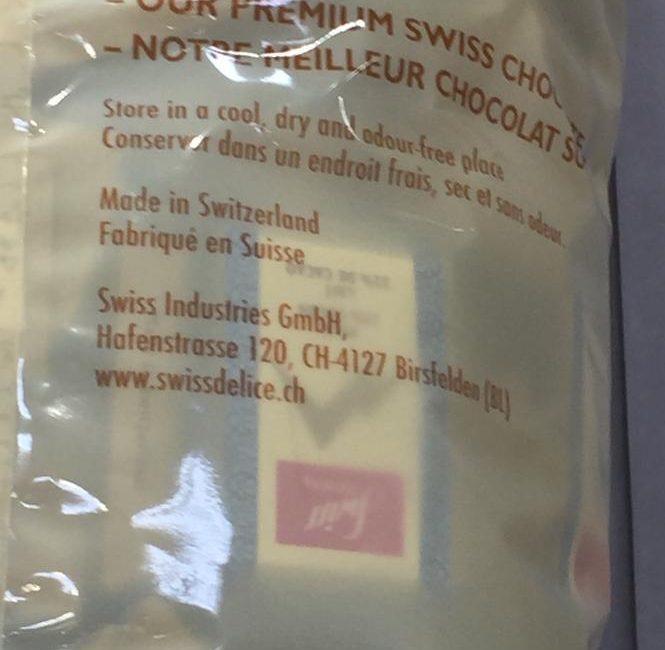 – OUR PREMIUM SWISS
– NOTRE MEILLEUR CHOCOLAT
Store in a cool, dry and odour-free place
Conserver dans un endroit frais, sec et sans odeur.
Made in Switzerland
Fabriqué en Suisse
Swiss Industries GmbH,
Hafenstrasse 120, CH-4127 Birsfelden (BL)
www.swissdelice.ch